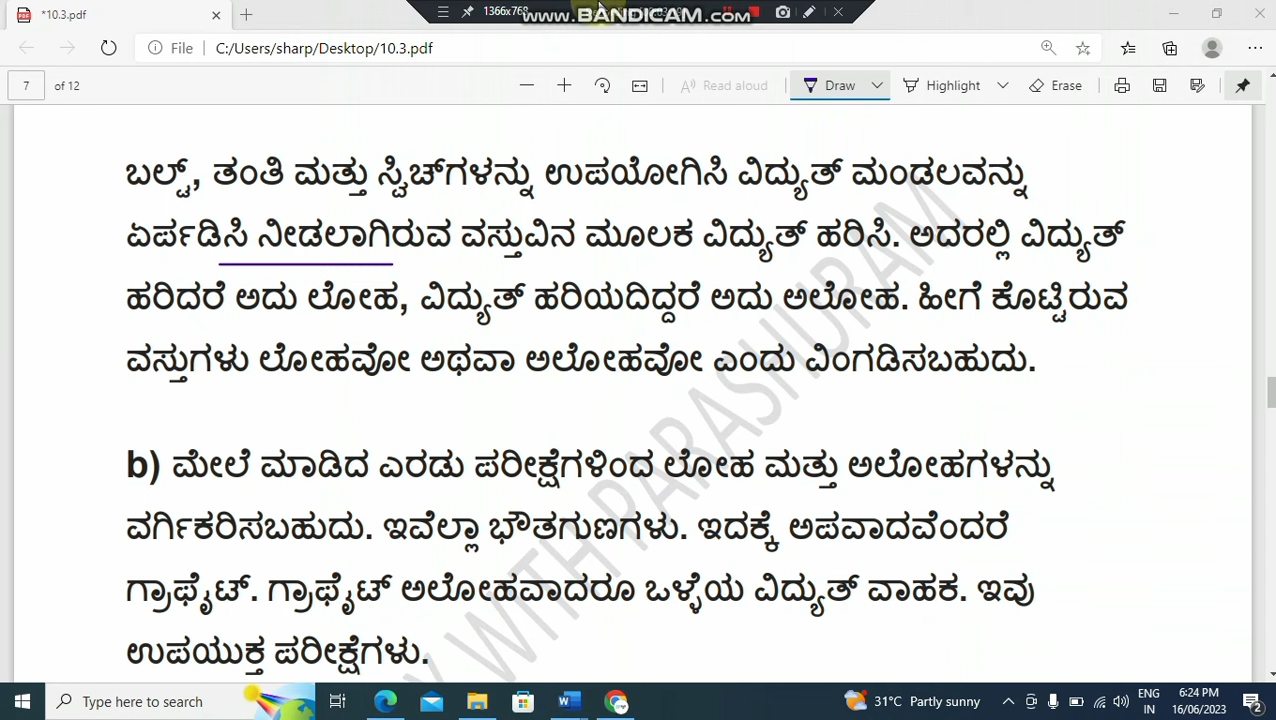 *10.3.pdf
1366x768
www.BANDICAM.com
File
C:/Users/sharp/Desktop/10.3.pdf
7 of 12
Read aloud
Draw
Highlight
Erase
ಬಲ್ಟ್, ತಂತಿ ಮತ್ತು ಸ್ವಿಚ್‌ಗಳನ್ನು ಉಪಯೋಗಿಸಿ ವಿದ್ಯುತ್ ಮಂಡಲವನ್ನು
ಏರ್ಪಡಿಸಿ ನೀಡಲಾಗಿರುವ ವಸ್ತುವಿನ ಮೂಲಕ ವಿದ್ಯುತ್ ಹರಿಸಿ. ಅದರಲ್ಲಿ ವಿದ್ಯುತ್
ಹರಿದರೆ ಅದು ಲೋಹ, ವಿದ್ಯುತ್ ಹರಿಯದಿದ್ದರೆ ಅದು ಅಲೋಹ. ಹೀಗೆ ಕೊಟ್ಟಿರುವ
ವಸ್ತುಗಳು ಲೋಹವೋ ಅಥವಾ ಅಲೋಹವೋ ಎಂದು ವಿಂಗಡಿಸಬಹುದು.
b) ಮೇಲೆ ಮಾಡಿದ ಎರಡು ಪರೀಕ್ಷೆಗಳಿಂದ ಲೋಹ ಮತ್ತು ಅಲೋಹಗಳನ್ನು
ವರ್ಗಿಕರಿಸಬಹುದು. ಇವೆಲ್ಲಾ ಭೌತಗುಣಗಳು. ಇದಕ್ಕೆ ಅಪವಾದವೆಂದರೆ
ಗ್ರಾಫೈಟ್. ಗ್ರಾಫೈಟ್ ಅಲೋಹವಾದರೂ ಒಳ್ಳೆಯ ವಿದ್ಯುತ್ ವಾಹಕ. ಇವು
ಉಪಯುಕ್ತ ಪರೀಕ್ಷೆಗಳು.
WITH PARASHURAM
Type here to search
31°C Partly sunny
ENG
IN
6:24 PM
16/06/2023
2